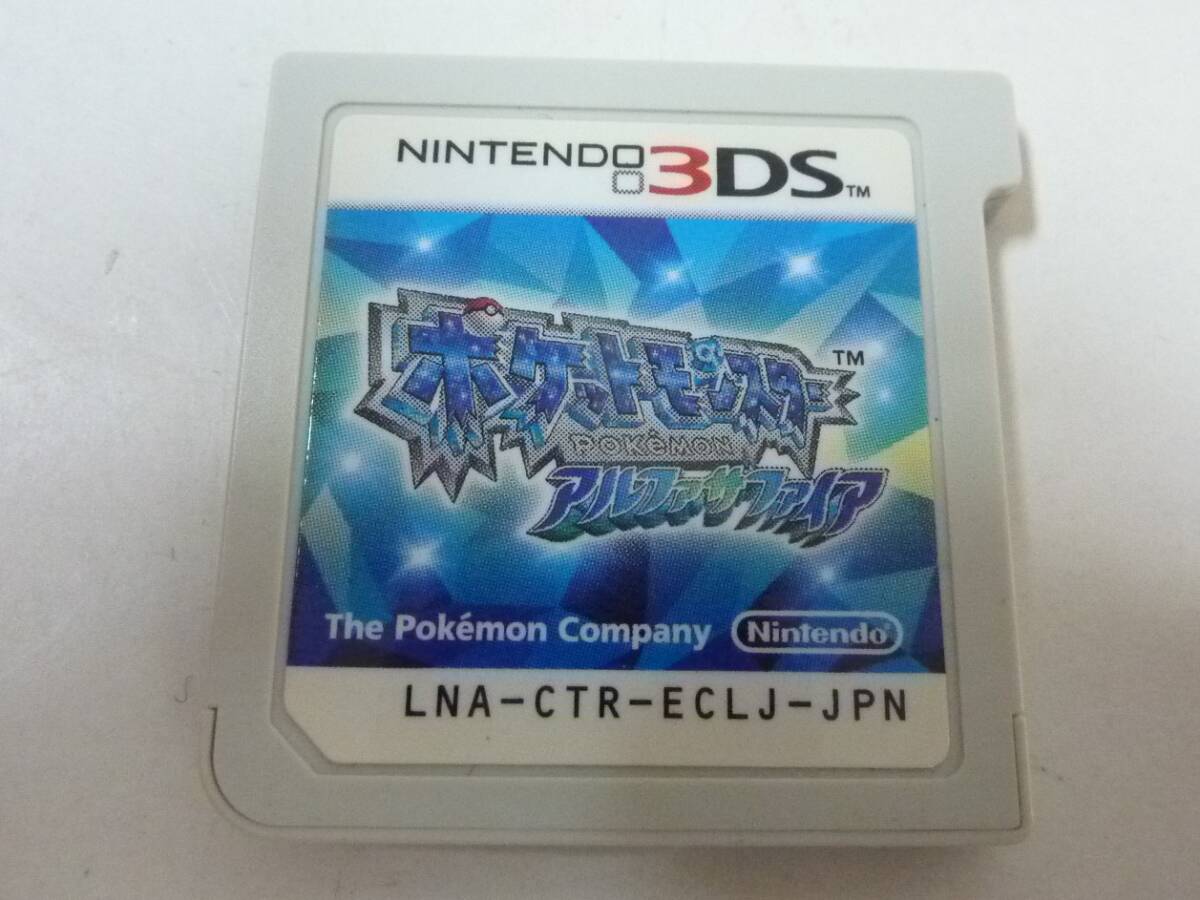 NINTENDO 3DS™
ポケットモンスター™
POKéMON
アルファサファイア
The Pokémon Company Nintendo®
LNA-CTR-ECLJ-JPN